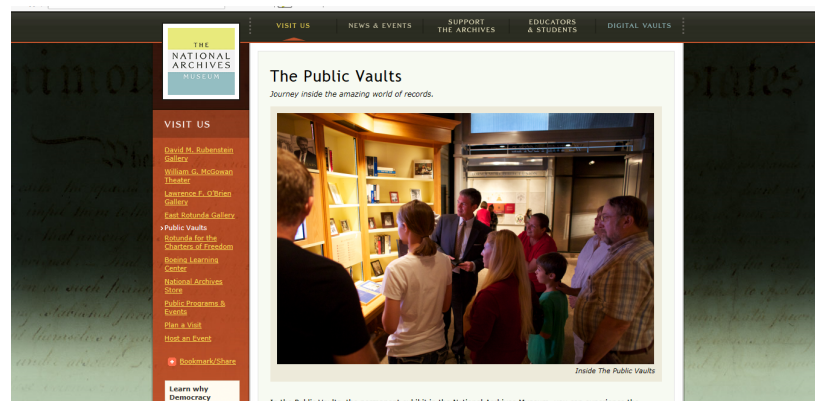 VISIT US
NEWS & EVENTS
SUPPORT
THE ARCHIVES
EDUCATORS
& STUDENTS
DIGITAL VAULTS
THE
NATIONAL
ARCHIVES
MUSEUM
VISIT US
David M. Rubenstein
Gallery
William G. McGowan
Theater
Lawrence F. O'Brien
Gallery
East Rotunda Gallery
Public Vaults
Rotunda for the
Charters of Freedom
Boeing Learning
Center
National Archives
Store
Public Programs &
Events
Plan a Visit
Host an Event
Bookmark/Share
Learn why
Democracy
The Public Vaults
Journey inside the amazing world of records.
Inside The Public Vaults